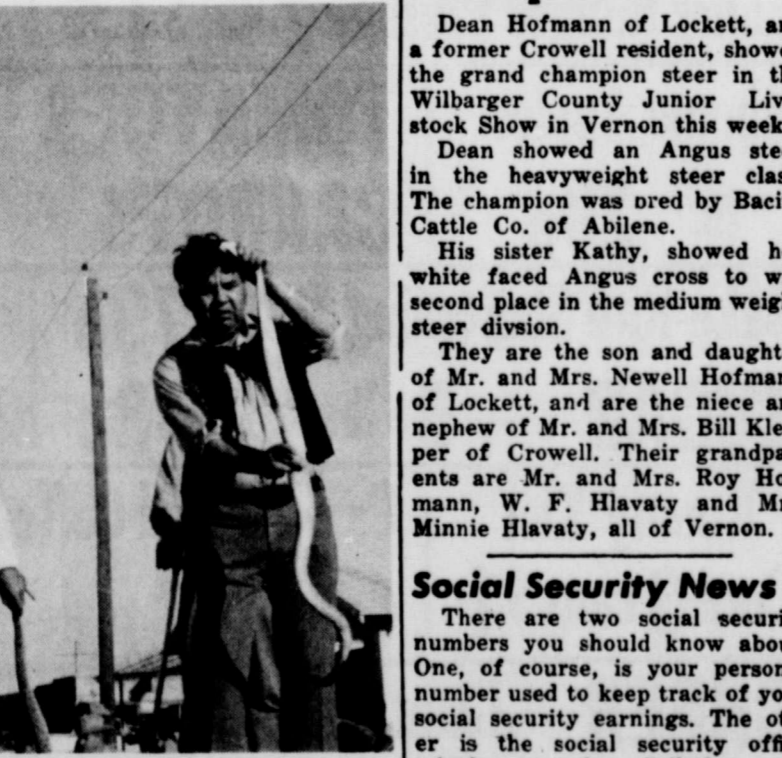 Dean Hofmann of Lockett, an
a former Crowell resident, showe
the grand champion steer in th
Wilbarger County Junior Liv
stock Show in Vernon this week
Dean showed an Angus stee
in the heavyweight steer clas
The champion was ored by Baci
Cattle Co. of Abilene.
His sister Kathy, showed he
white faced Angus cross to wi
second place in the medium weigh
steer divsion.
They are the son and daught
of Mr. and Mrs. Newell Hofman
of Lockett, and are the niece an
nephew of Mr. and Mrs. Bill Kle
per of Crowell. Their grandpa
ents are Mr. and Mrs. Roy Ho
mann, W. F. Hlavaty and Mr
Minnie Hlavaty, all of Vernon.
Social Security News
There are two social securi
numbers you should know abou
One, of course, is your person
number used to keep track of yo
social security earnings. The ot
er is the social security offi